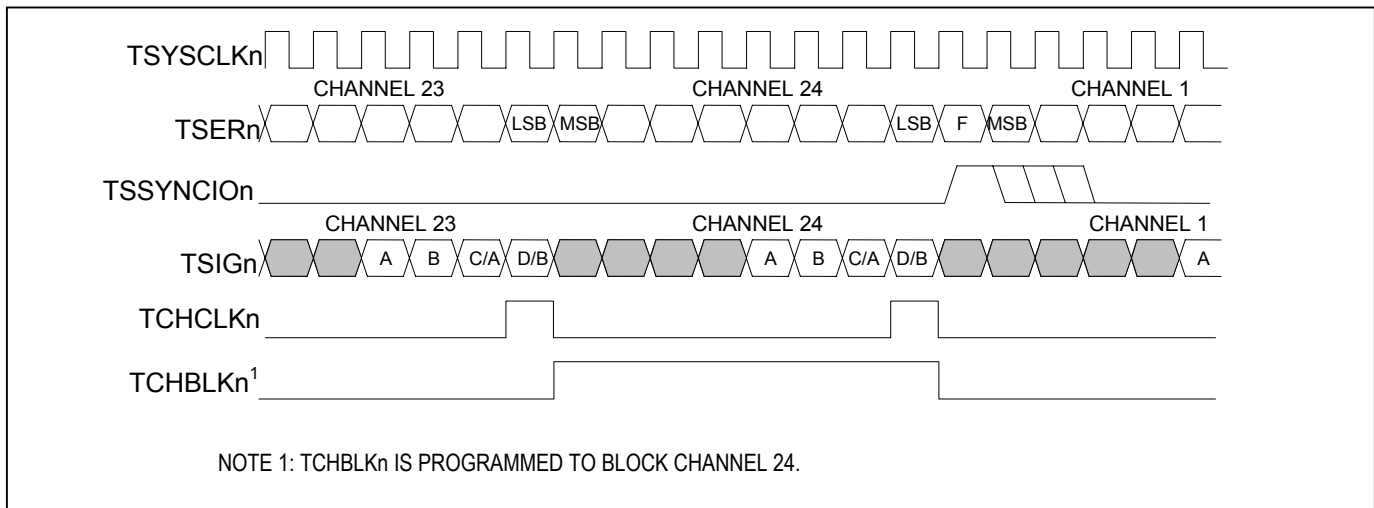 TSYSCLKn
CHANNEL 23 CHANNEL 24 CHANNEL 1
TSERn LSB MSB LSB F MSB
TSSYNCIOn
CHANNEL 23 CHANNEL 24 CHANNEL 1
TSIGn A B C/A D/B A B C/A D/B A
TCHCLKn
TCHBLKn1
NOTE 1: TCHBLKn IS PROGRAMMED TO BLOCK CHANNEL 24.